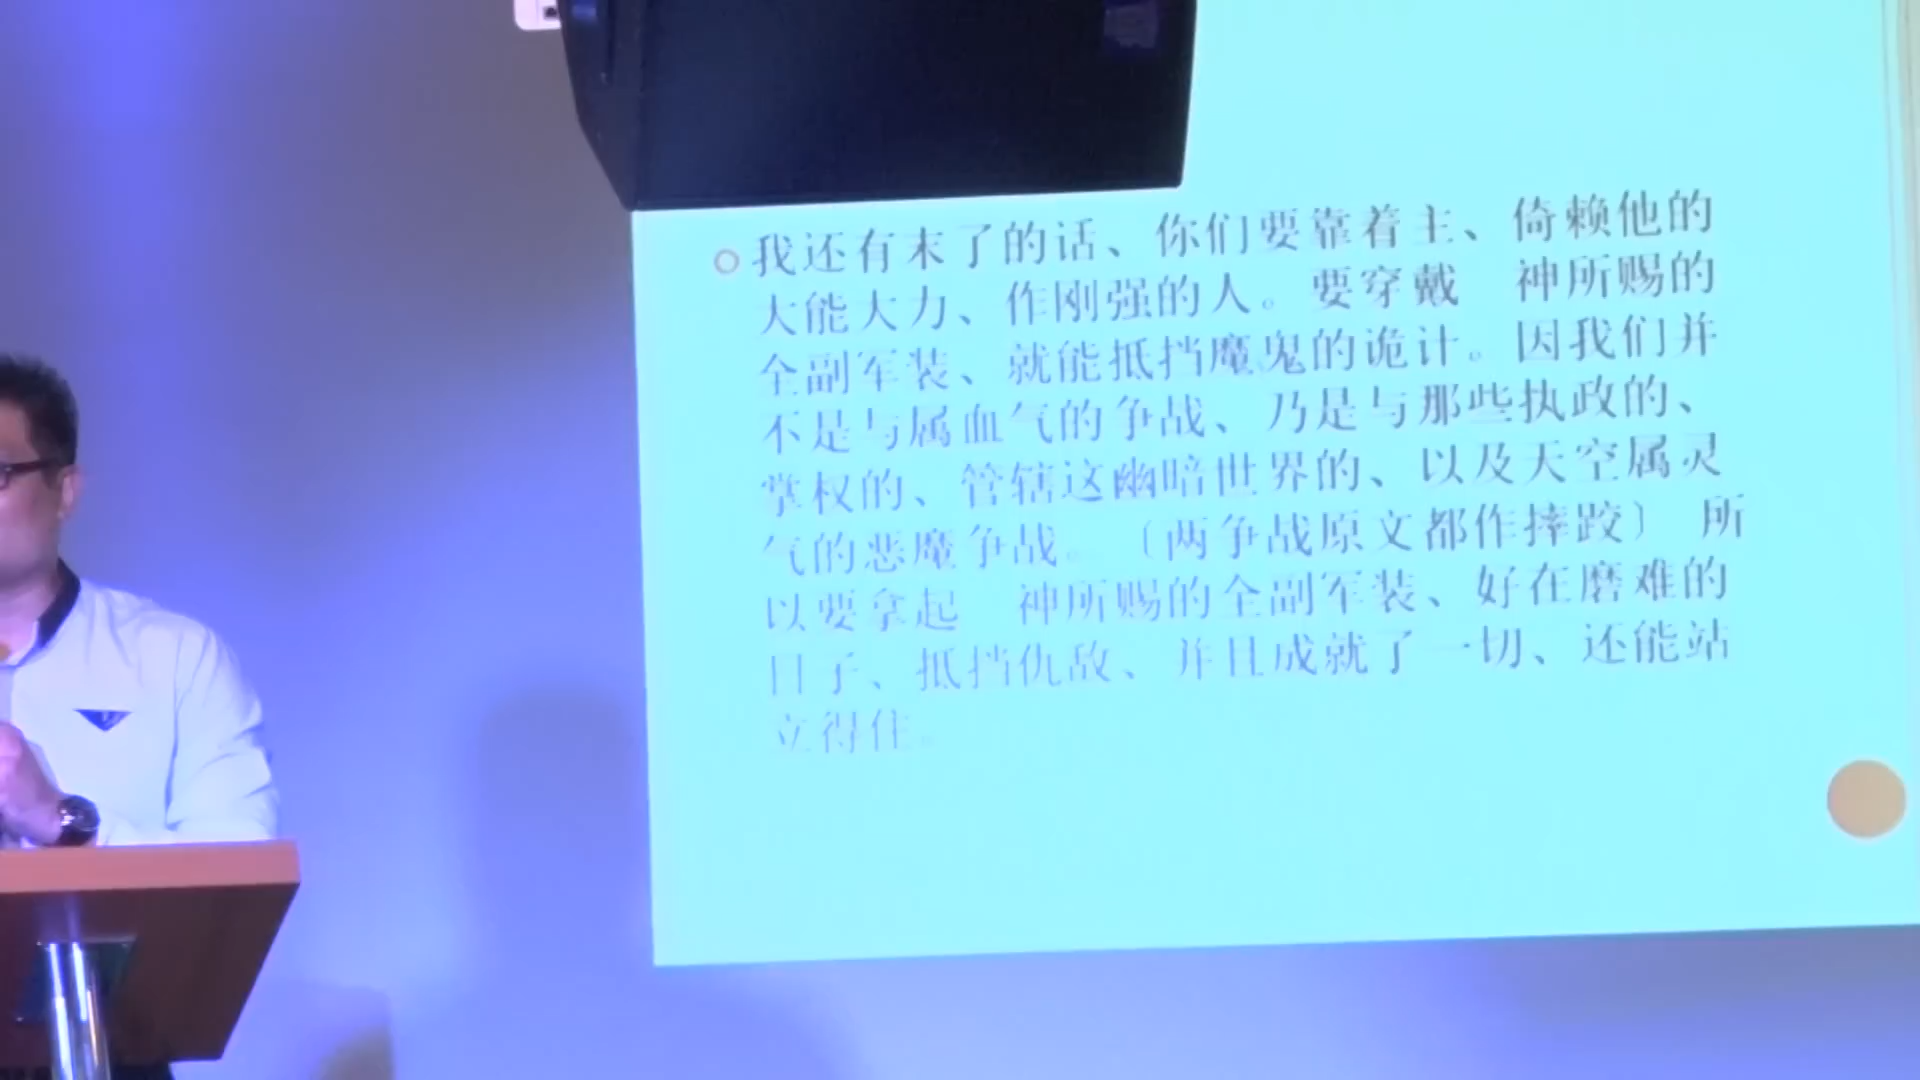 我还有末了的话、你们要靠着主、倚赖他的
大能大力、作刚强的人。要穿戴　神所赐的
全副军装、就能抵挡魔鬼的诡计。因我们并
不是与属血气的争战、乃是与那些执政的、
掌权的、管辖这幽暗世界的、以及天空属灵
气的恶魔争战。〔两争战原文都作摔跤〕 所
以要拿起　神所赐的全副军装、好在磨难的
日子、抵挡仇敌、并且成就了一切、还能站
立得住。